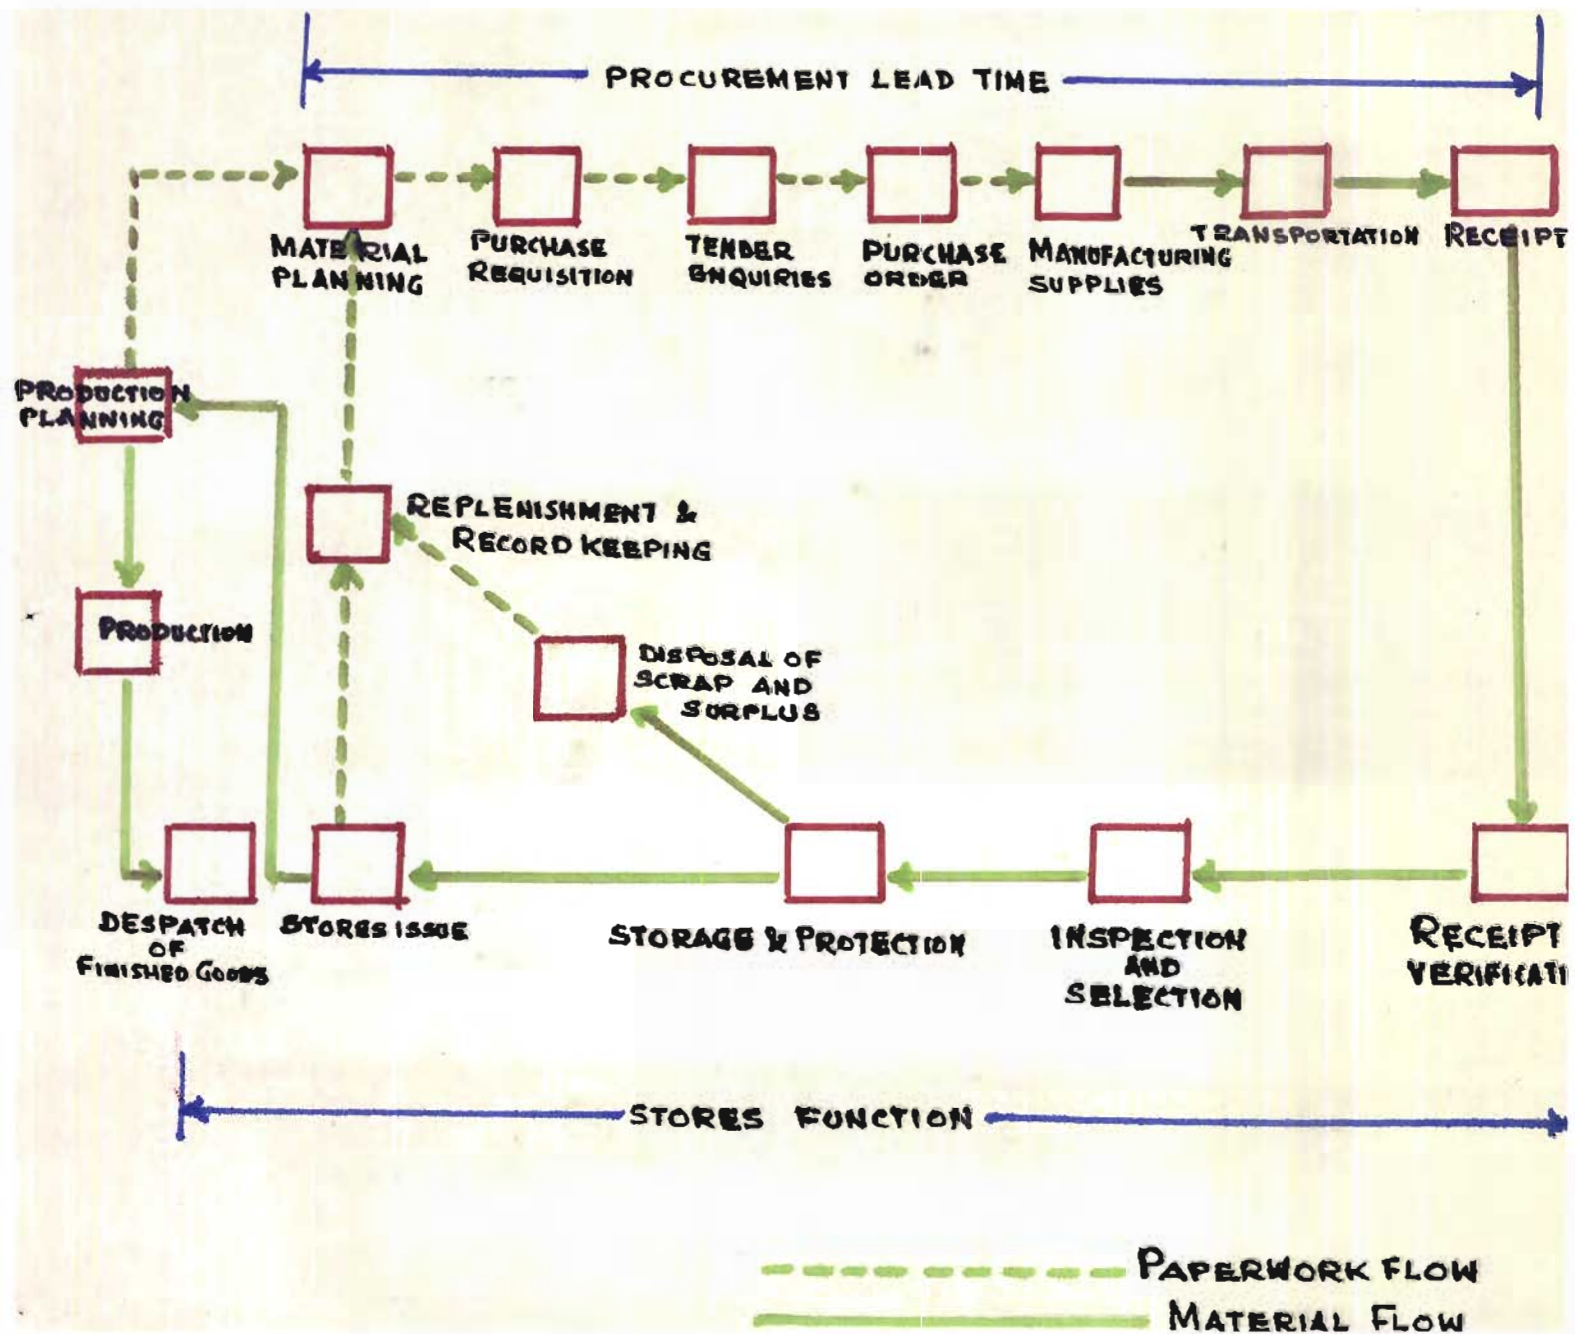 PROCUREMENT LEAD TIME
MATERIAL
PLANNING
PURCHASE
REQUISITION
TENDER
ENQUIRIES
PURCHASE
ORDER
MANUFACTURING
SUPPLIES
TRANSPORTATION
RECEIPT
PRODUCTION
PLANNING
REPLENISHMENT &
RECORD KEEPING
PRODUCTION
DISPOSAL OF
SCRAP AND
SURPLUS
DESPATCH
OF
FINISHED GOODS
STORES ISSUE
STORAGE & PROTECTION
INSPECTION
AND
SELECTION
RECEIPT
VERIFICATI
STORES FUNCTION
PAPERWORK FLOW
MATERIAL FLOW